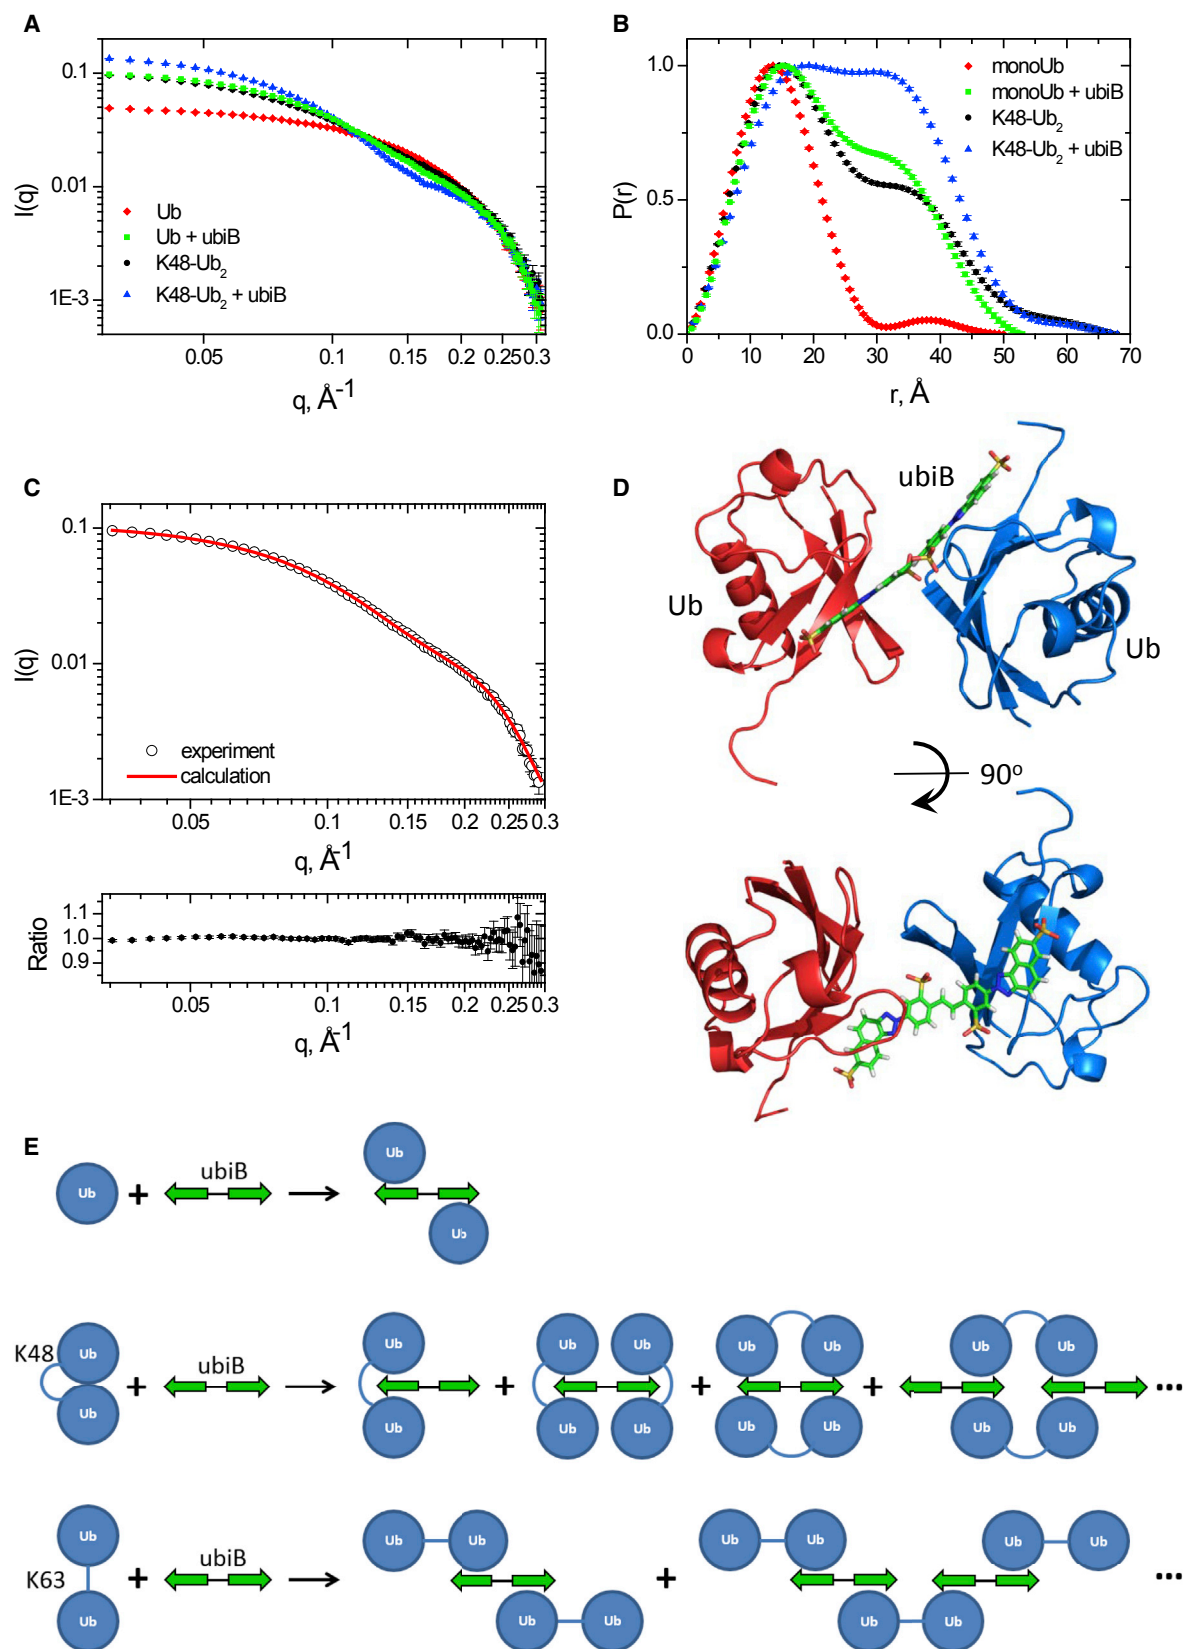 A
I(q)
0.1
0.01
1E-3
Ub
Ub + ubiB
K48-Ub2
K48-Ub2 + ubiB
0.05
0.1
0.15
0.2
0.25
0.3
q, Å-1
B
P(r)
1.0
0.5
0.0
monoUb
monoUb + ubiB
K48-Ub2
K48-Ub2 + ubiB
0 10 20 30 40 50 60 70
r, Å
C
I(q)
0.1
0.01
1E-3
experiment
calculation
0.05 0.1 0.15 0.2 0.25 0.3
q, Å-1
Ratio
1.1
1.0
0.9
0.05 0.1 0.15 0.2 0.25 0.3
q, Å-1
D
ubiB
Ub
Ub
90o
E
Ub + ubiB Ub
Ub
K48 Ub + ubiB Ub + Ub Ub + Ub Ub + Ub Ub ...
Ub Ub Ub Ub Ub Ub Ub Ub
K63 Ub + ubiB Ub Ub + Ub Ub Ub Ub ...
Ub Ub Ub Ub Ub